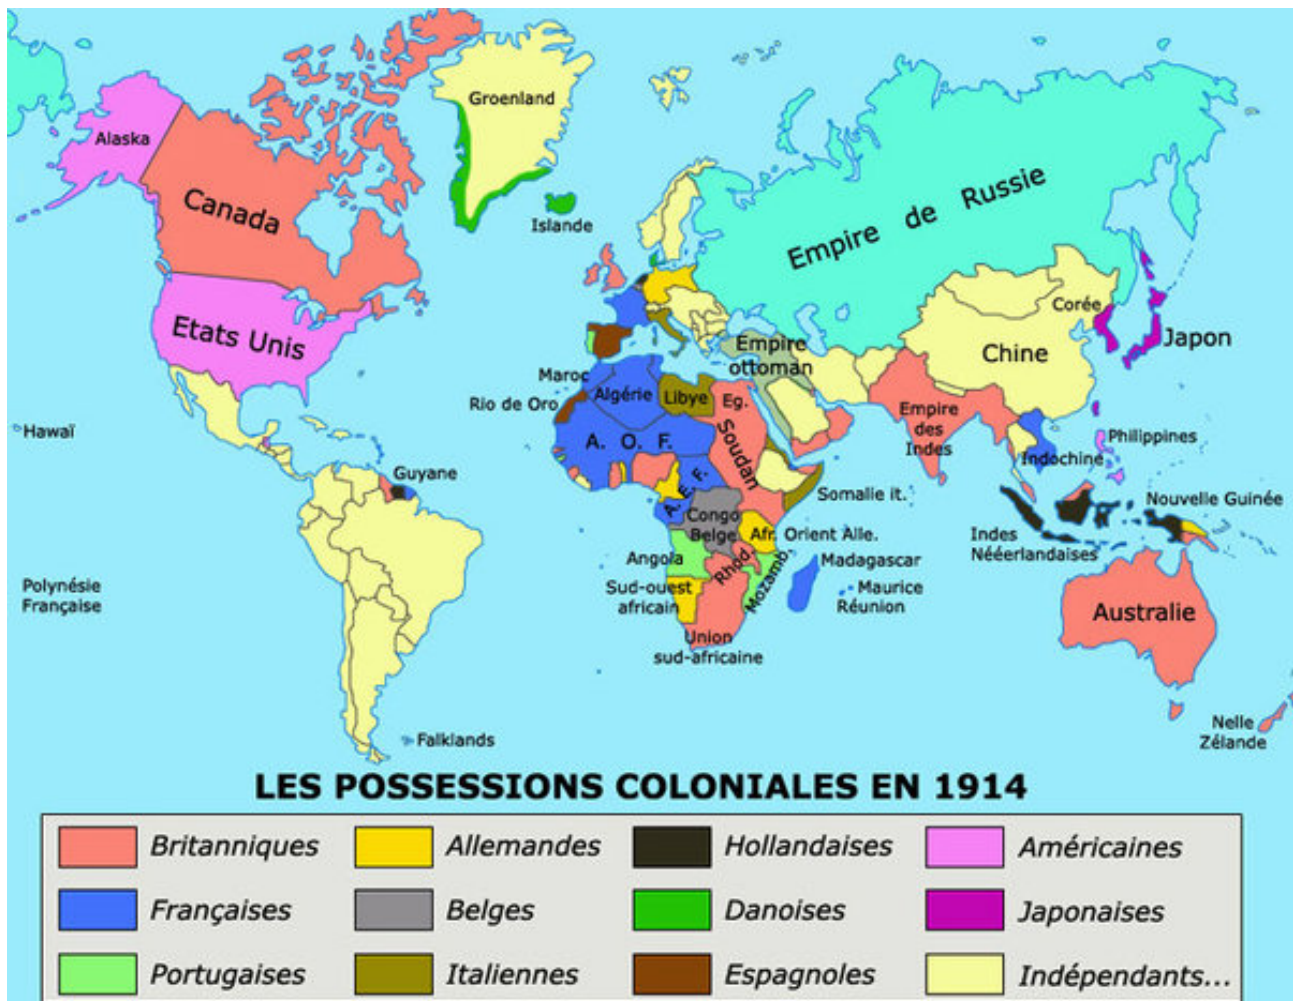 Groenland
Alaska
Canada
Islande
Empire de Russie
Etats Unis
Corée
Japon
Chine
Empire
ottoman
Maroc
Algérie
Libye
Eg.
Rio de Oro
Hawaï
Empire
des
Indes
Philippines
A. O. F.
Soudan
Guyane
Indochine
A. E. F.
Somalie it.
Nouvelle Guinée
Congo
Belge
Afr. Orient Alle.
Indes
Néeérlandaises
Angola
Rhod.
Mozamb.
Madagascar
Polynésie
Française
Sud-ouest
africain
Maurice
Réunion
Australie
Union
sud-africaine
Nelle
Zélande
Falklands
LES POSSESSIONS COLONIALES EN 1914
Britanniques
Allemandes
Hollandaises
Américaines
Françaises
Belges
Danoises
Japonaises
Portugaises
Italiennes
Espagnoles
Indépendants...